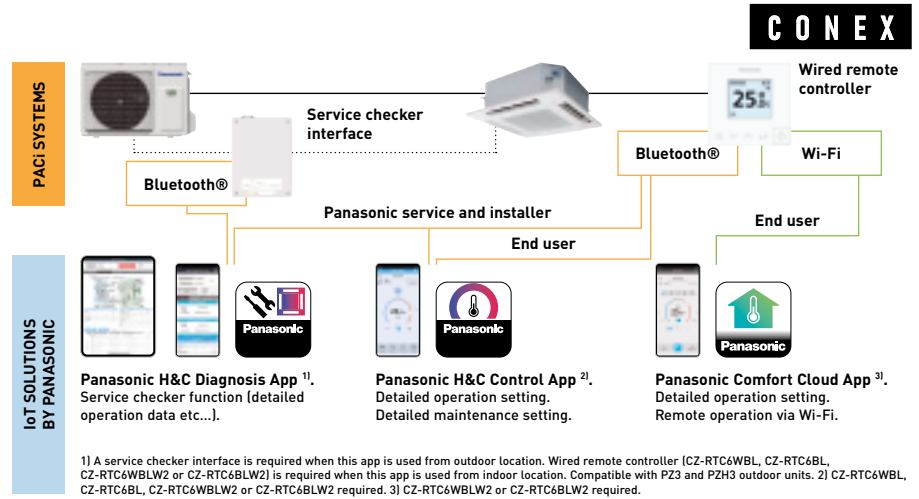 CONEX
PACi SYSTEMS
Service checker
interface
Wired remote
controller
Bluetooth®
Bluetooth®
Wi-Fi
Panasonic service and installer
End user
End user
IoT SOLUTIONS
BY PANASONIC
Panasonic
Panasonic
Panasonic
Panasonic H&C Diagnosis App 1).
Service checker function (detailed
operation data etc...).
Panasonic H&C Control App 2).
Detailed operation setting.
Detailed maintenance setting.
Panasonic Comfort Cloud App 3).
Detailed operation setting.
Remote operation via Wi-Fi.
1) A service checker interface is required when this app is used from outdoor location. Wired remote controller (CZ-RTC6WBL, CZ-RTC6BL,
CZ-RTC6WBLW2 or CZ-RTC6BLW2) is required when this app is used from indoor location. Compatible with PZ3 and PZH3 outdoor units. 2) CZ-RTC6WBL,
CZ-RTC6BL, CZ-RTC6WBLW2 or CZ-RTC6BLW2 required. 3) CZ-RTC6WBLW2 or CZ-RTC6BLW2 required.